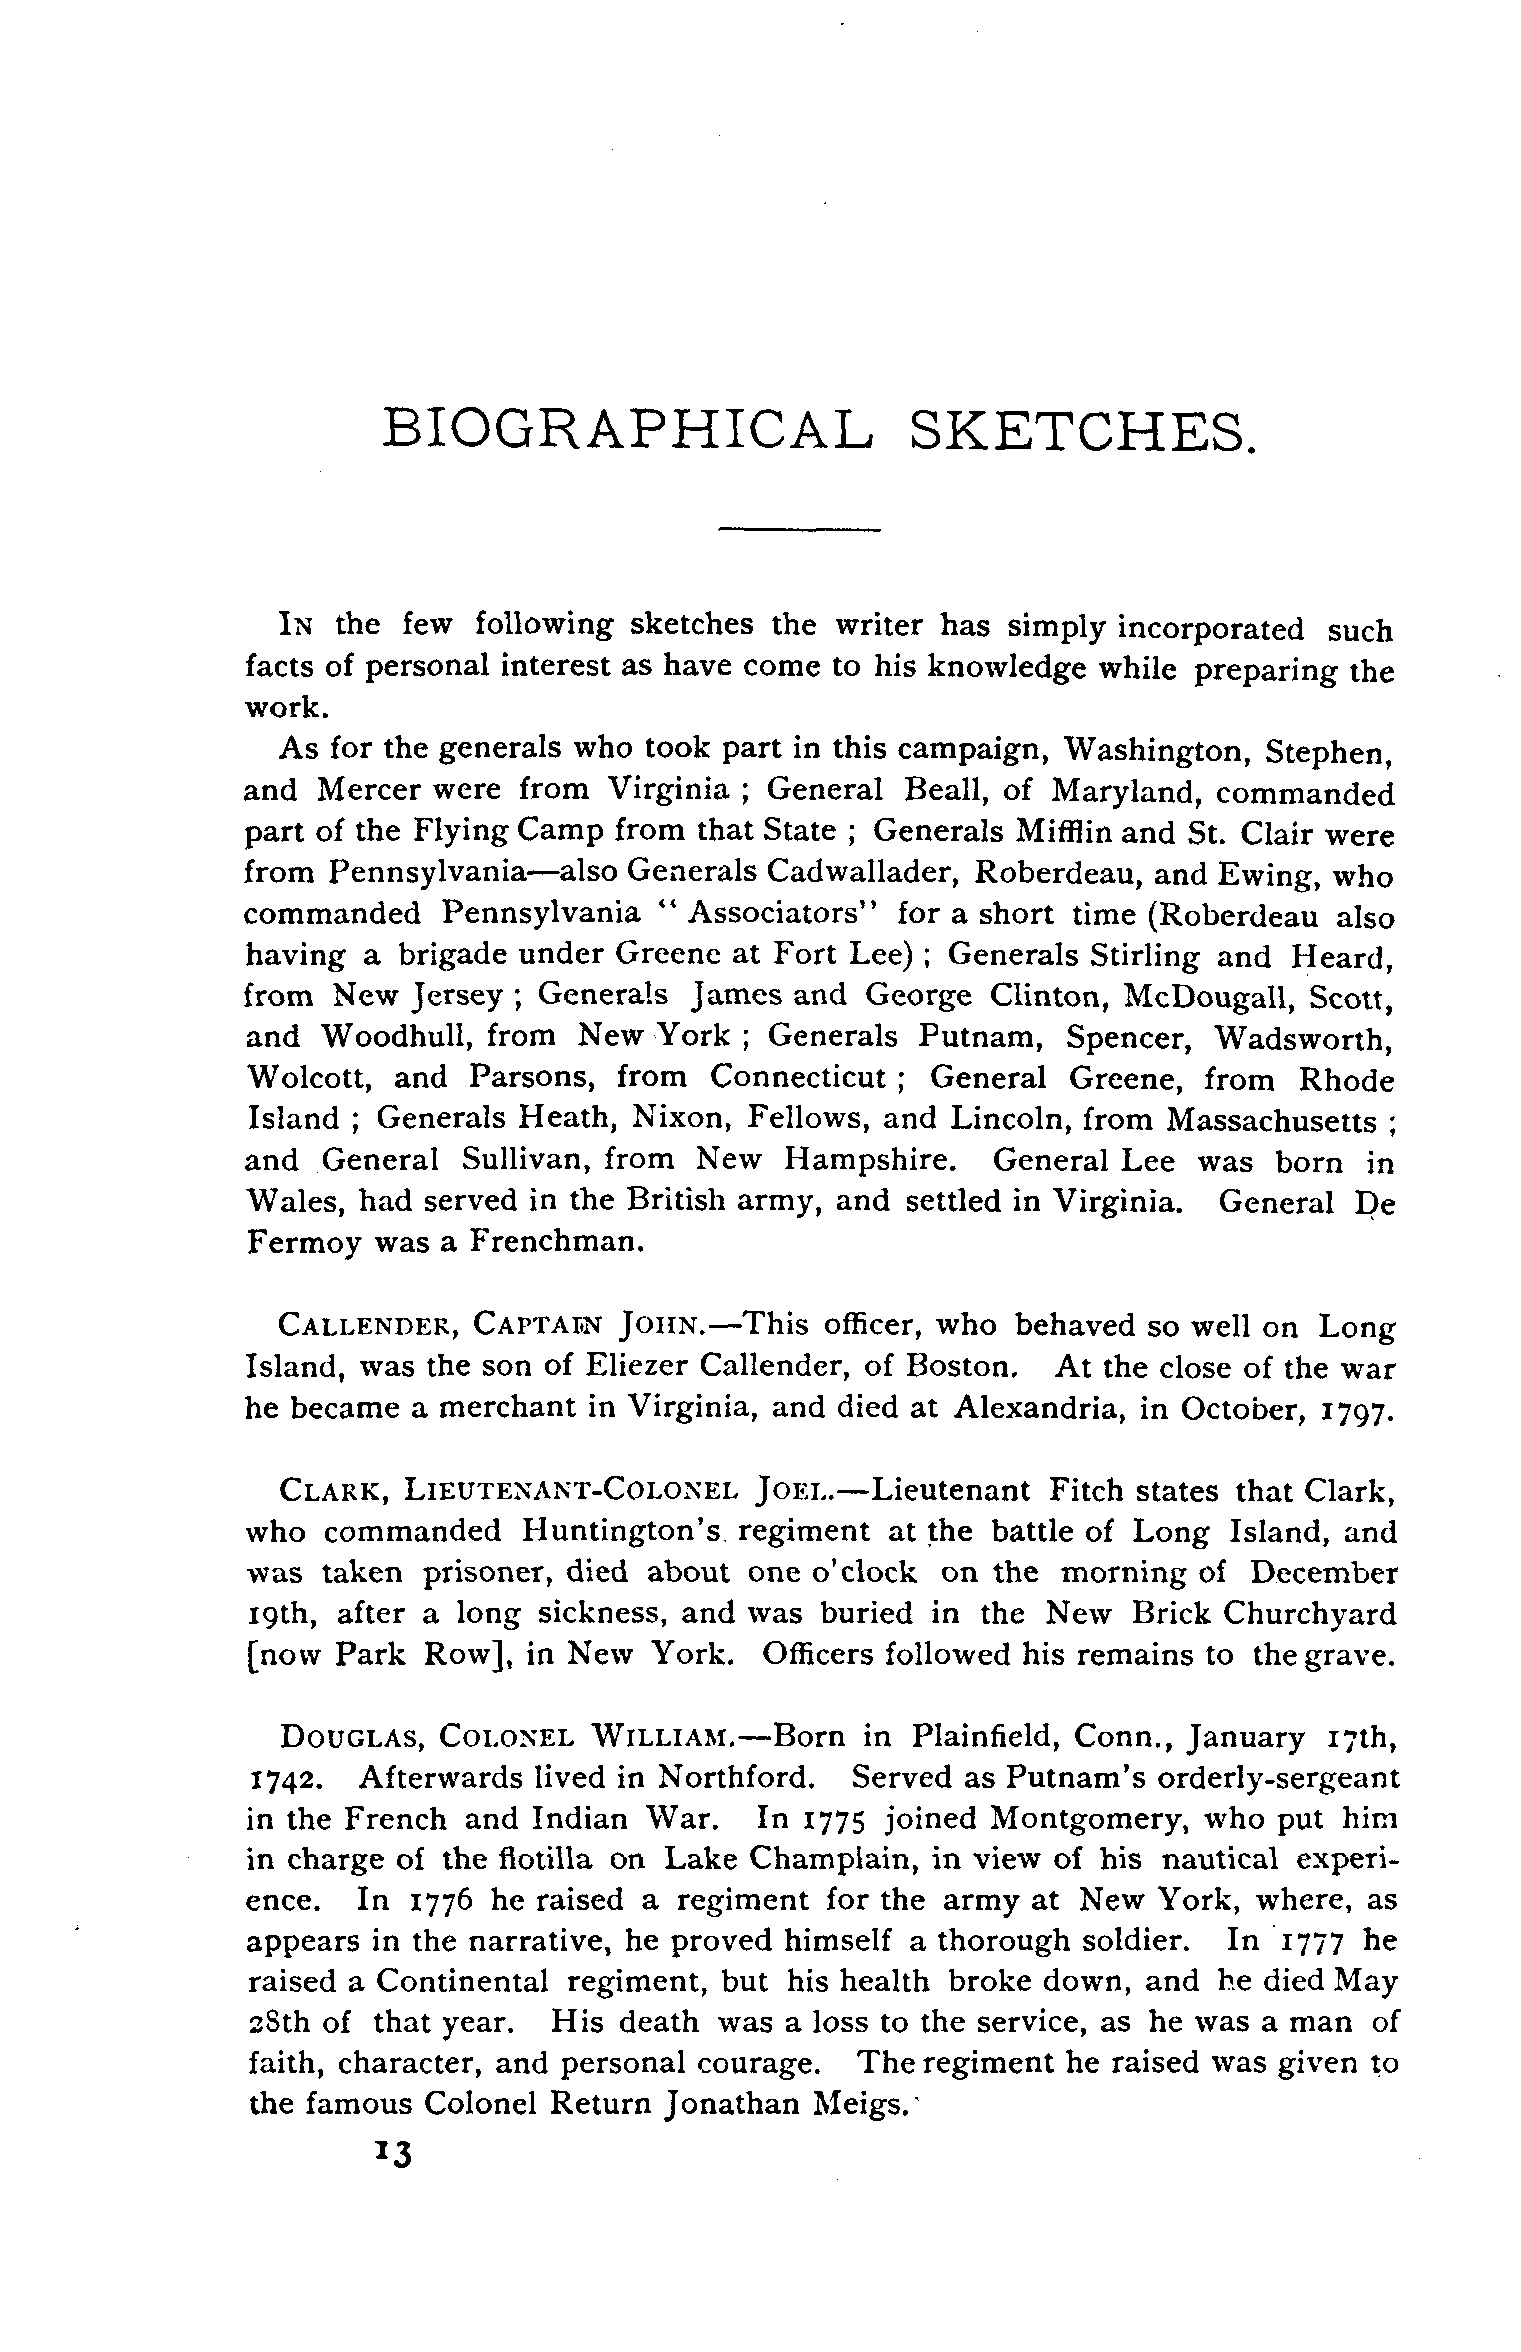 BIOGRAPHICAL SKETCHES.
IN the few following sketches the writer has simply incorporated such
facts of personal interest as have come to his knowledge while preparing the
work.
As for the generals who took part in this campaign, Washington, Stephen,
and Mercer were from Virginia ; General Beall, of Maryland, commanded
part of the Flying Camp from that State ; Generals Mifflin and St. Clair were
from Pennsylvania—also Generals Cadwallader, Roberdeau, and Ewing, who
commanded Pennsylvania “ Associators” for a short time (Roberdeau also
having a brigade under Greene at Fort Lee) ; Generals Stirling and Heard,
from New Jersey ; Generals James and George Clinton, McDougall, Scott,
and Woodhull, from New York ; Generals Putnam, Spencer, Wadsworth,
Wolcott, and Parsons, from Connecticut ; General Greene, from Rhode
Island ; Generals Heath, Nixon, Fellows, and Lincoln, from Massachusetts ;
and General Sullivan, from New Hampshire. General Lee was born in
Wales, had served in the British army, and settled in Virginia. General De
Fermoy was a Frenchman.
CALLENDER, CAPTAIN JOHN.—This officer, who behaved so well on Long
Island, was the son of Eliezer Callender, of Boston. At the close of the war
he became a merchant in Virginia, and died at Alexandria, in October, 1797.
CLARK, LIEUTENANT-COLONEL JOEL.—Lieutenant Fitch states that Clark,
who commanded Huntington's regiment at the battle of Long Island, and
was taken prisoner, died about one o'clock on the morning of December
19th, after a long sickness, and was buried in the New Brick Churchyard
[now Park Row], in New York. Officers followed his remains to the grave.
DOUGLAS, COLONEL WILLIAM.—Born in Plainfield, Conn., January 17th,
1742. Afterwards lived in Northford. Served as Putnam's orderly-sergeant
in the French and Indian War. In 1775 joined Montgomery, who put him
in charge of the flotilla on Lake Champlain, in view of his nautical experi-
ence. In 1776 he raised a regiment for the army at New York, where, as
appears in the narrative, he proved himself a thorough soldier. In 1777 he
raised a Continental regiment, but his health broke down, and he died May
28th of that year. His death was a loss to the service, as he was a man of
faith, character, and personal courage. The regiment he raised was given to
the famous Colonel Return Jonathan Meigs.
13